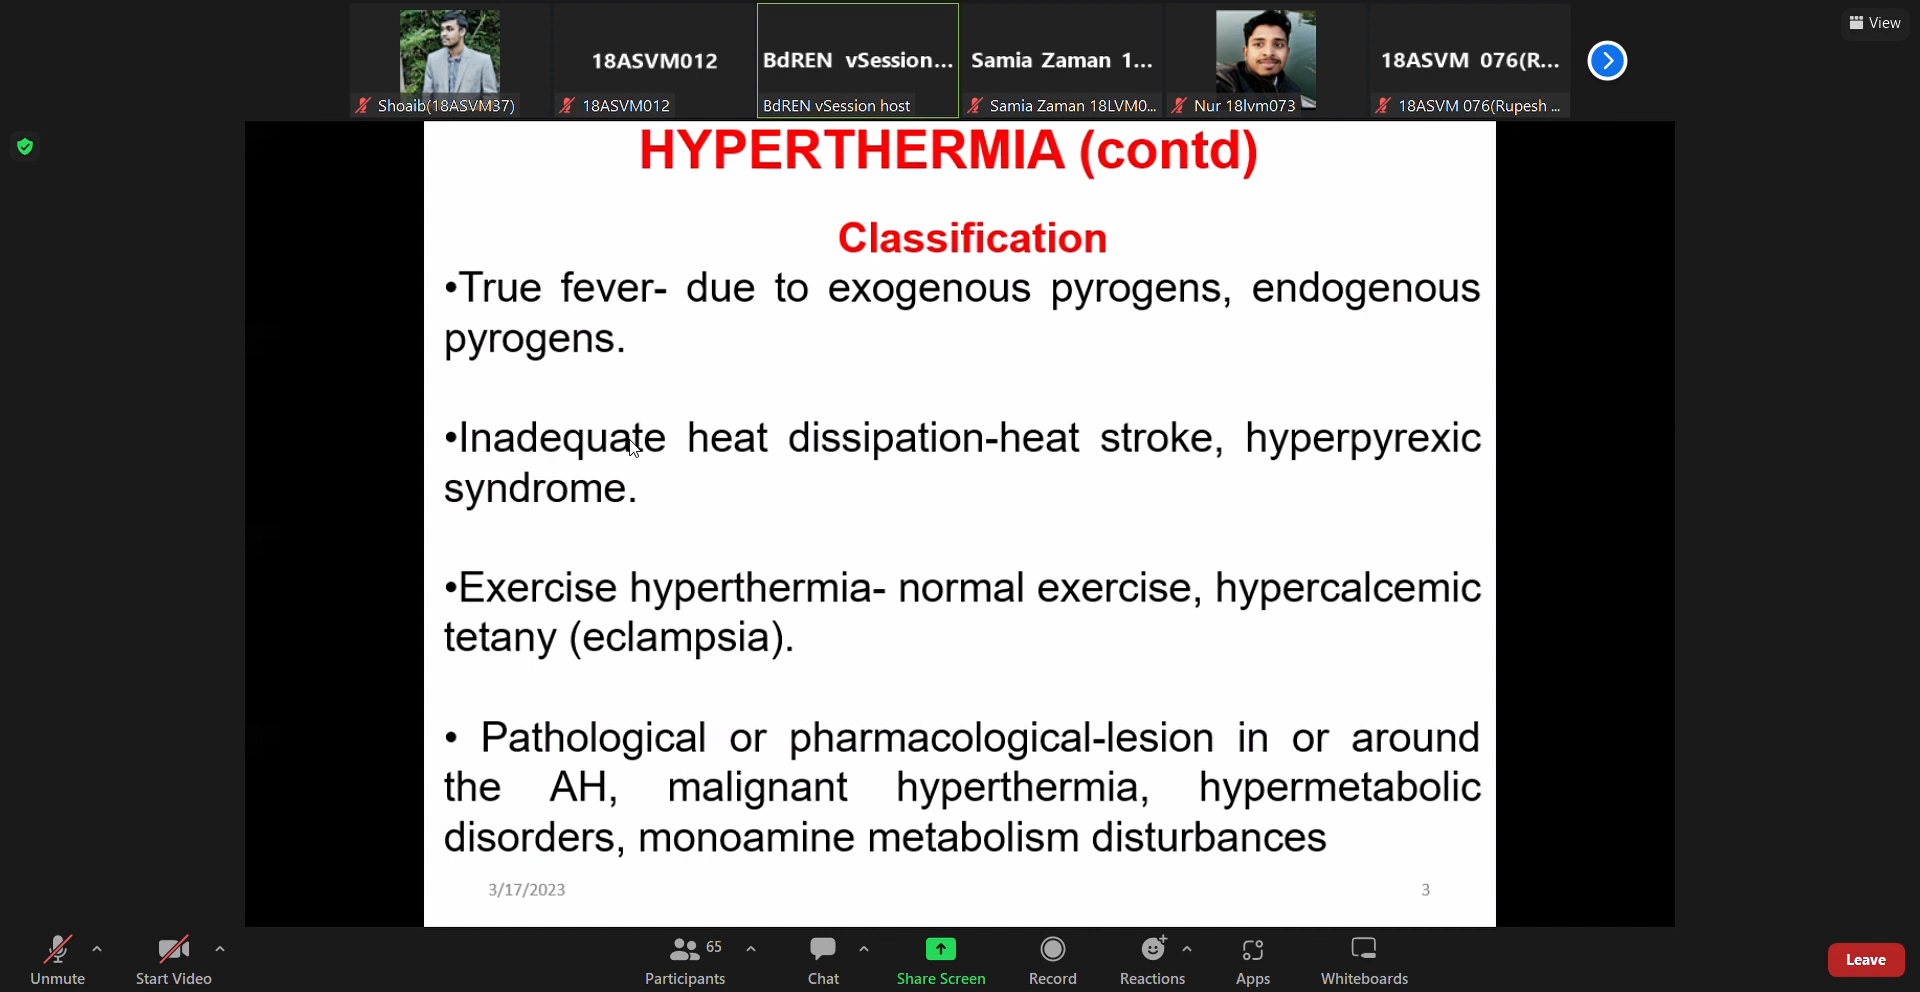 View
18ASVM012
BdREN vSession...
Samia Zaman 1...
18ASVM 076(R...
Shoaib(18ASVM37)
18ASVM012
BdREN vSession host
Samia Zaman 18LVM0...
Nur 18lvm073
18ASVM 076(Rupesh ...
HYPERTHERMIA (contd)
Classification
•True fever- due to exogenous pyrogens, endogenous
pyrogens.
•Inadequate heat dissipation-heat stroke, hyperpyrexic
syndrome.
•Exercise hyperthermia- normal exercise, hypercalcemic
tetany (eclampsia).
• Pathological or pharmacological-lesion in or around
the AH, malignant hyperthermia, hypermetabolic
disorders, monoamine metabolism disturbances
3/17/2023
3
65
Unmute
Start Video
Participants
Chat
Share Screen
Record
Reactions
Apps
Whiteboards
Leave